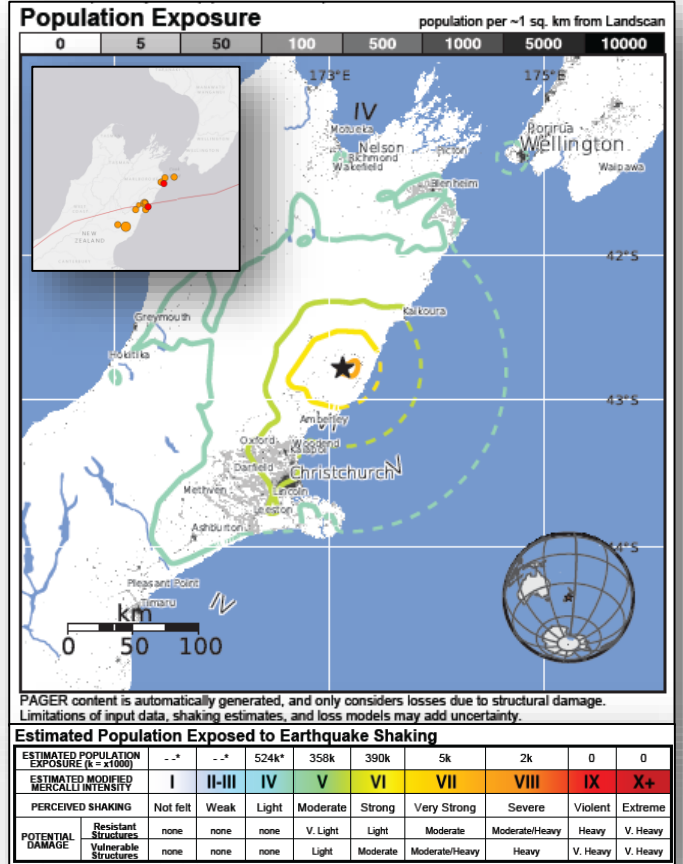 Population Exposure
population per ~1 sq. km from Landscan
0 5 50 100 500 1000 5000 10000
173°E
175°E
IV
Motueka
Nelson
Richmond
Wakefield
Picton
Porirua
Wellington
Waipawa
Blenheim
42°S
NEW
ZEALAND
Kaikoura
Greymouth
Hokitika
43°S
Amberley
VI
Oxford
Woodend
Kaiapoi
Darfield
Christchurch
V
Methven
Lincoln
Leeston
Ashburton
44°S
Pleasant Point
Timaru
IV
km
0 50 100
PAGER content is automatically generated, and only considers losses due to structural damage.
Limitations of input data, shaking estimates, and loss models may add uncertainty.
Estimated Population Exposed to Earthquake Shaking
ESTIMATED POPULATION
EXPOSURE (k = x1000)
- -* - -* 524k* 358k 390k 5k 2k 0 0
ESTIMATED MODIFIED
MERCALLI INTENSITY
I II-III IV V VI VII VIII IX X+
PERCEIVED SHAKING Not felt Weak Light Moderate Strong Very Strong Severe Violent Extreme
POTENTIAL
DAMAGE
Resistant
Structures
none none none V. Light Light Moderate Moderate/Heavy Heavy V. Heavy
Vulnerable
Structures
none none none Light Moderate Moderate/Heavy Heavy V. Heavy V. Heavy